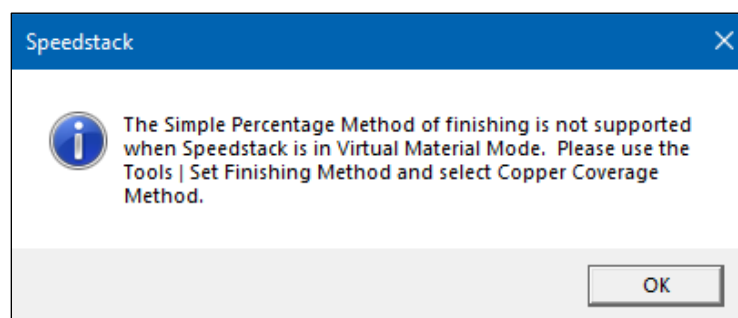 Speedstack
The Simple Percentage Method of finishing is not supported
when Speedstack is in Virtual Material Mode.  Please use the
Tools | Set Finishing Method and select Copper Coverage
Method.
OK